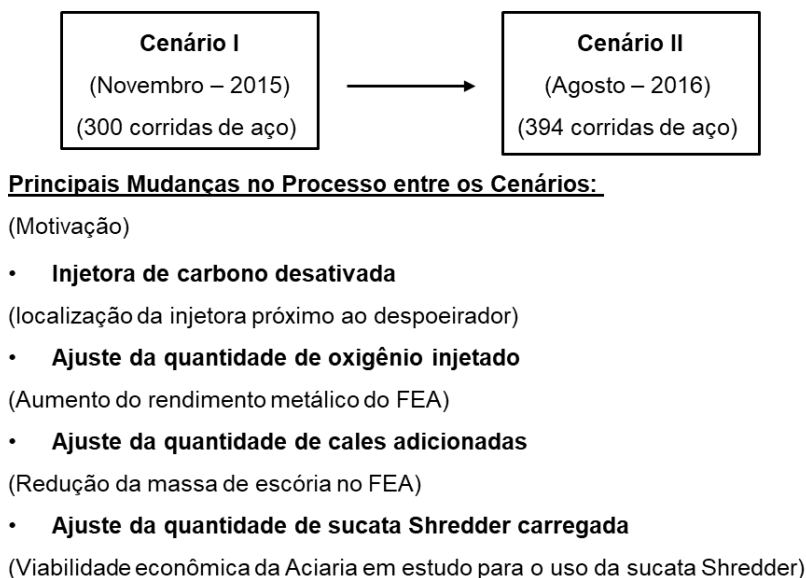 Cenário I
(Novembro – 2015)
(300 corridas de aço)
Cenário II
(Agosto – 2016)
(394 corridas de aço)
Principais Mudanças no Processo entre os Cenários:
(Motivação)
• Injetora de carbono desativada
(localização da injetora próximo ao despoeirador)
• Ajuste da quantidade de oxigênio injetado
(Aumento do rendimento metálico do FEA)
• Ajuste da quantidade de cales adicionadas
(Redução da massa de escória no FEA)
• Ajuste da quantidade de sucata Shredder carregada
(Viabilidade econômica da Aciaria em estudo para o uso da sucata Shredder)